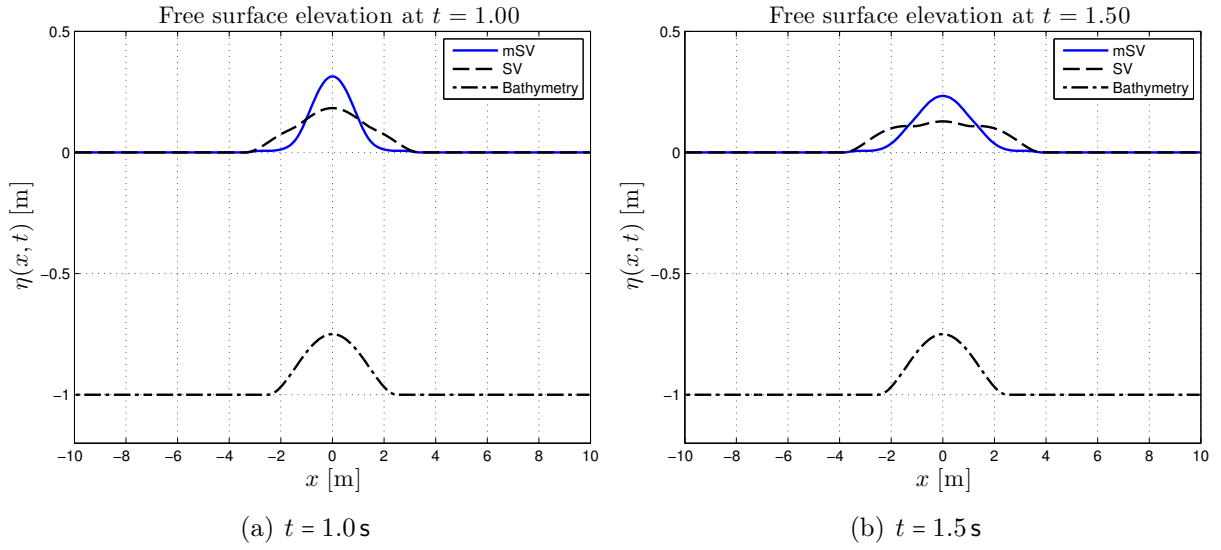 Free surface elevation at t = 1.00
0.5
0
−0.5
−1
η(x, t) [m]
mSV
SV
Bathymetry
−10 −8 −6 −4 −2 0 2 4 6 8 10
x [m]
(a) t = 1.0 s
Free surface elevation at t = 1.50
0.5
0
−0.5
−1
η(x, t) [m]
mSV
SV
Bathymetry
−10 −8 −6 −4 −2 0 2 4 6 8 10
x [m]
(b) t = 1.5 s